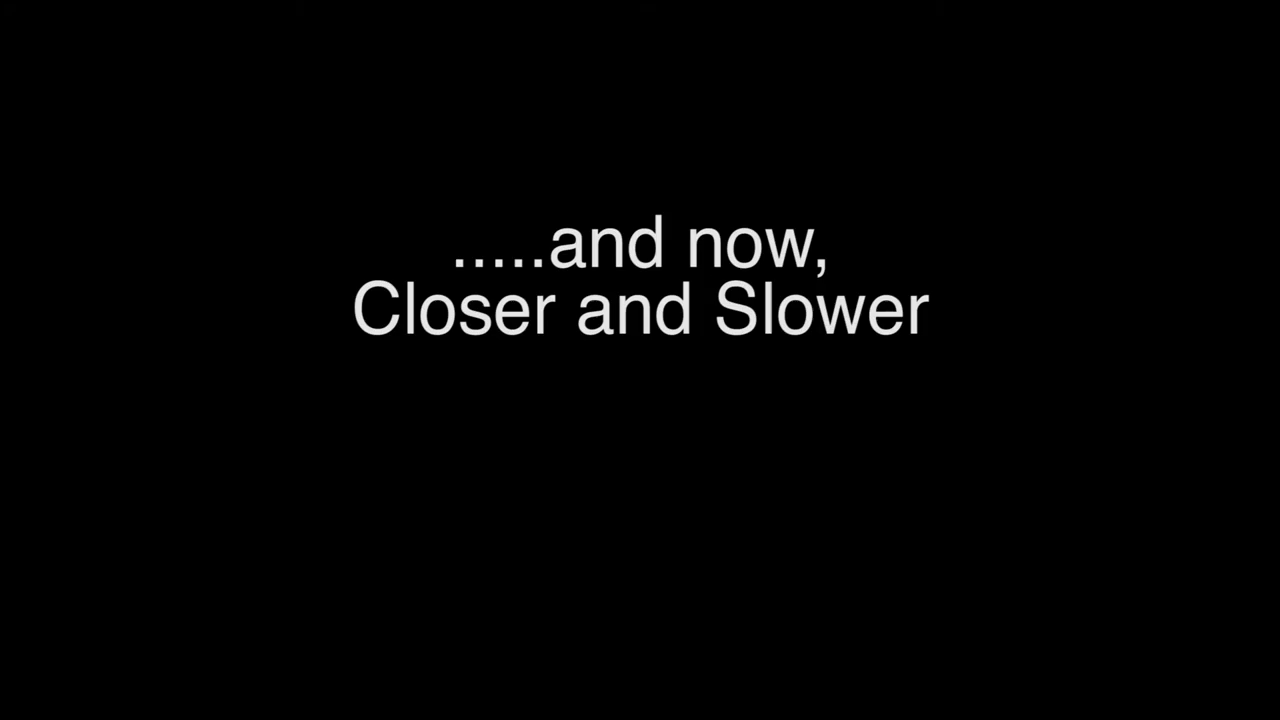 .....and now,
Closer and Slower